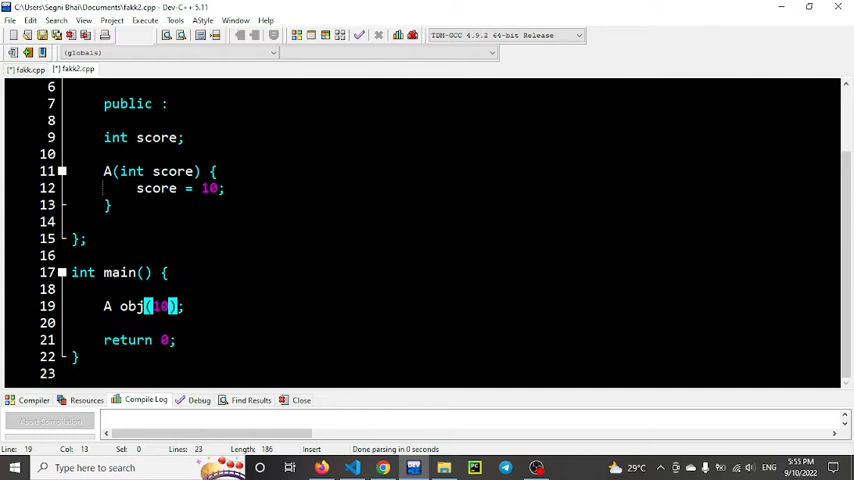 C:\Users\Segni Bhai\Desktop\fakk2.cpp - Dev-C++ 5.11
File Edit Search View Project Execute Tools AStyle Window Help
TDM-GCC 4.9.2 64-bit Release
(globals)
[*] fakk.cpp [*] fakk2.cpp
6
7 public :
8
9 int score;
10
11 A(int score) {
12 score = 10;
13 }
14
15 };
16
17 int main() {
18
19 A obj(10);
20
21 return 0;
22 }
23
Compiler Resources Compile Log Debug Find Results Close
Abort Compilation
Line: 19 Col: 13 Sel: 0 Lines: 23 Length: 186 Insert Done parsing in 0 seconds
Type here to search
29°C ENG
5:55 PM
9/10/2022